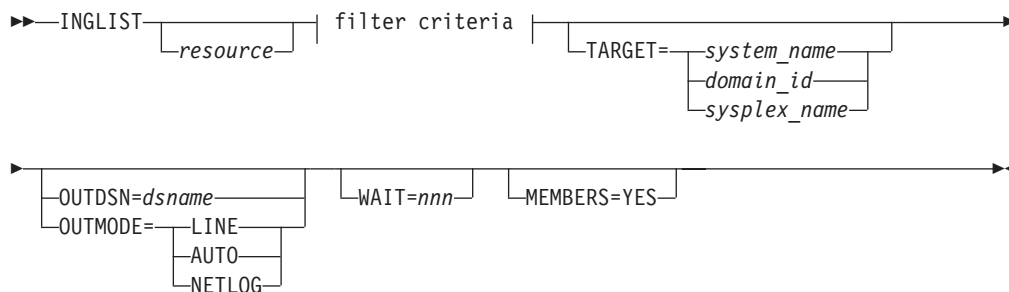 INGLIST resource filter criteria TARGET= system_name
domain_id
sysplex_name
OUTDSN=dsname WAIT=nnn MEMBERS=YES
OUTMODE= LINE
AUTO
NETLOG